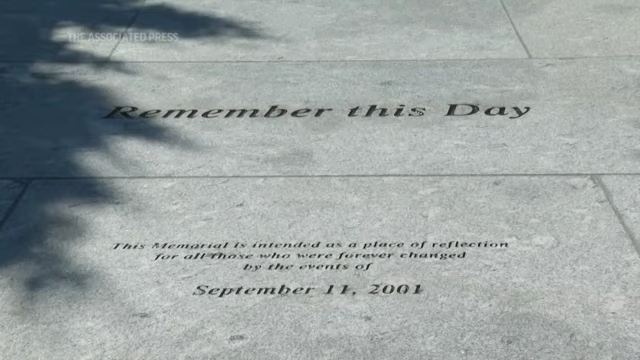 THE ASSOCIATED PRESS
Remember this Day
This Memorial is intended as a place of reflection
for all those who were forever changed
by the events of
September 11, 2001